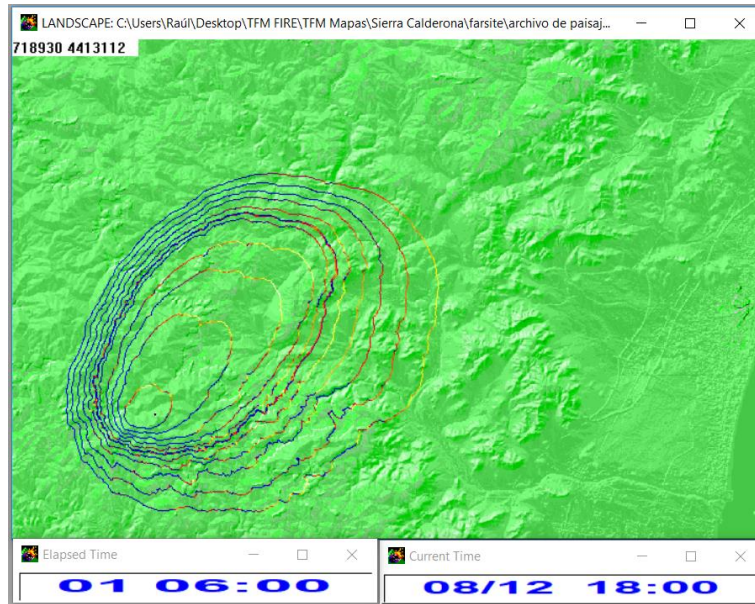 LANDSCAPE: C:\Users\Raúl\Desktop\TFM FIRE\TFM Mapas\Sierra Calderona\farsite\archivo de paisaj...
718930 4413112
Elapsed Time
01 06:00
Current Time
08/12 18:00